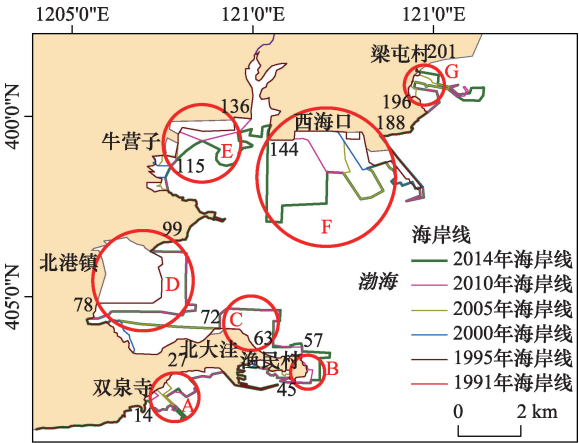 1205'0"E
121'0"E
121'0"E
400'0"N
405'0"N
梁屯村
201
G
196
188
136
西海口
牛营子
144
E
115
F
99
北港镇
D
78
72
C
63
57
北大洼
渔民村
B
27
45
双泉寺
A
14
渤海
海岸线
2014年海岸线
2010年海岸线
2005年海岸线
2000年海岸线
1995年海岸线
1991年海岸线
0
2 km